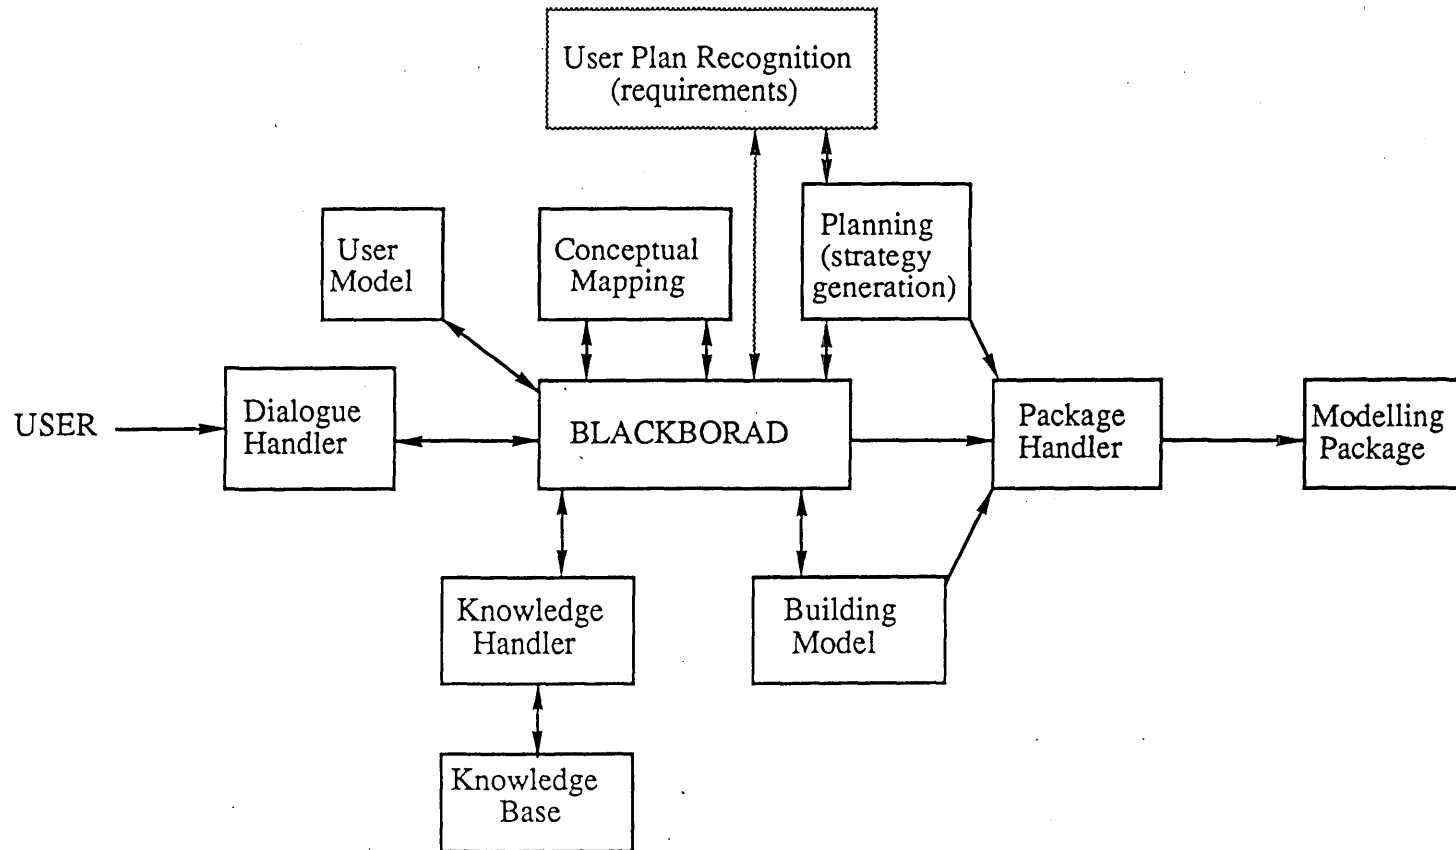 User Plan Recognition
(requirements)
User
Model
Conceptual
Mapping
Planning
(strategy
generation)
USER
Dialogue
Handler
BLACKBORAD
Package
Handler
Modelling
Package
Knowledge
Handler
Building
Model
Knowledge
Base